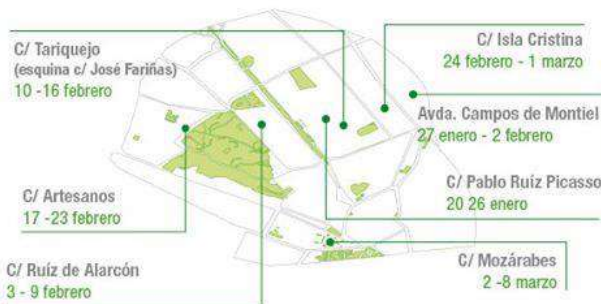 C/ Tariquejo
(esquina c/ José Fariñas)
10 -16 febrero
C/ Isla Cristina
24 febrero - 1 marzo
Avda. Campos de Montiel
27 enero - 2 febrero
C/ Artesanos
17 -23 febrero
C/ Pablo Ruíz Picasso
20 26 enero
C/ Ruíz de Alarcón
3 - 9 febrero
C/ Mozárabes
2 -8 marzo